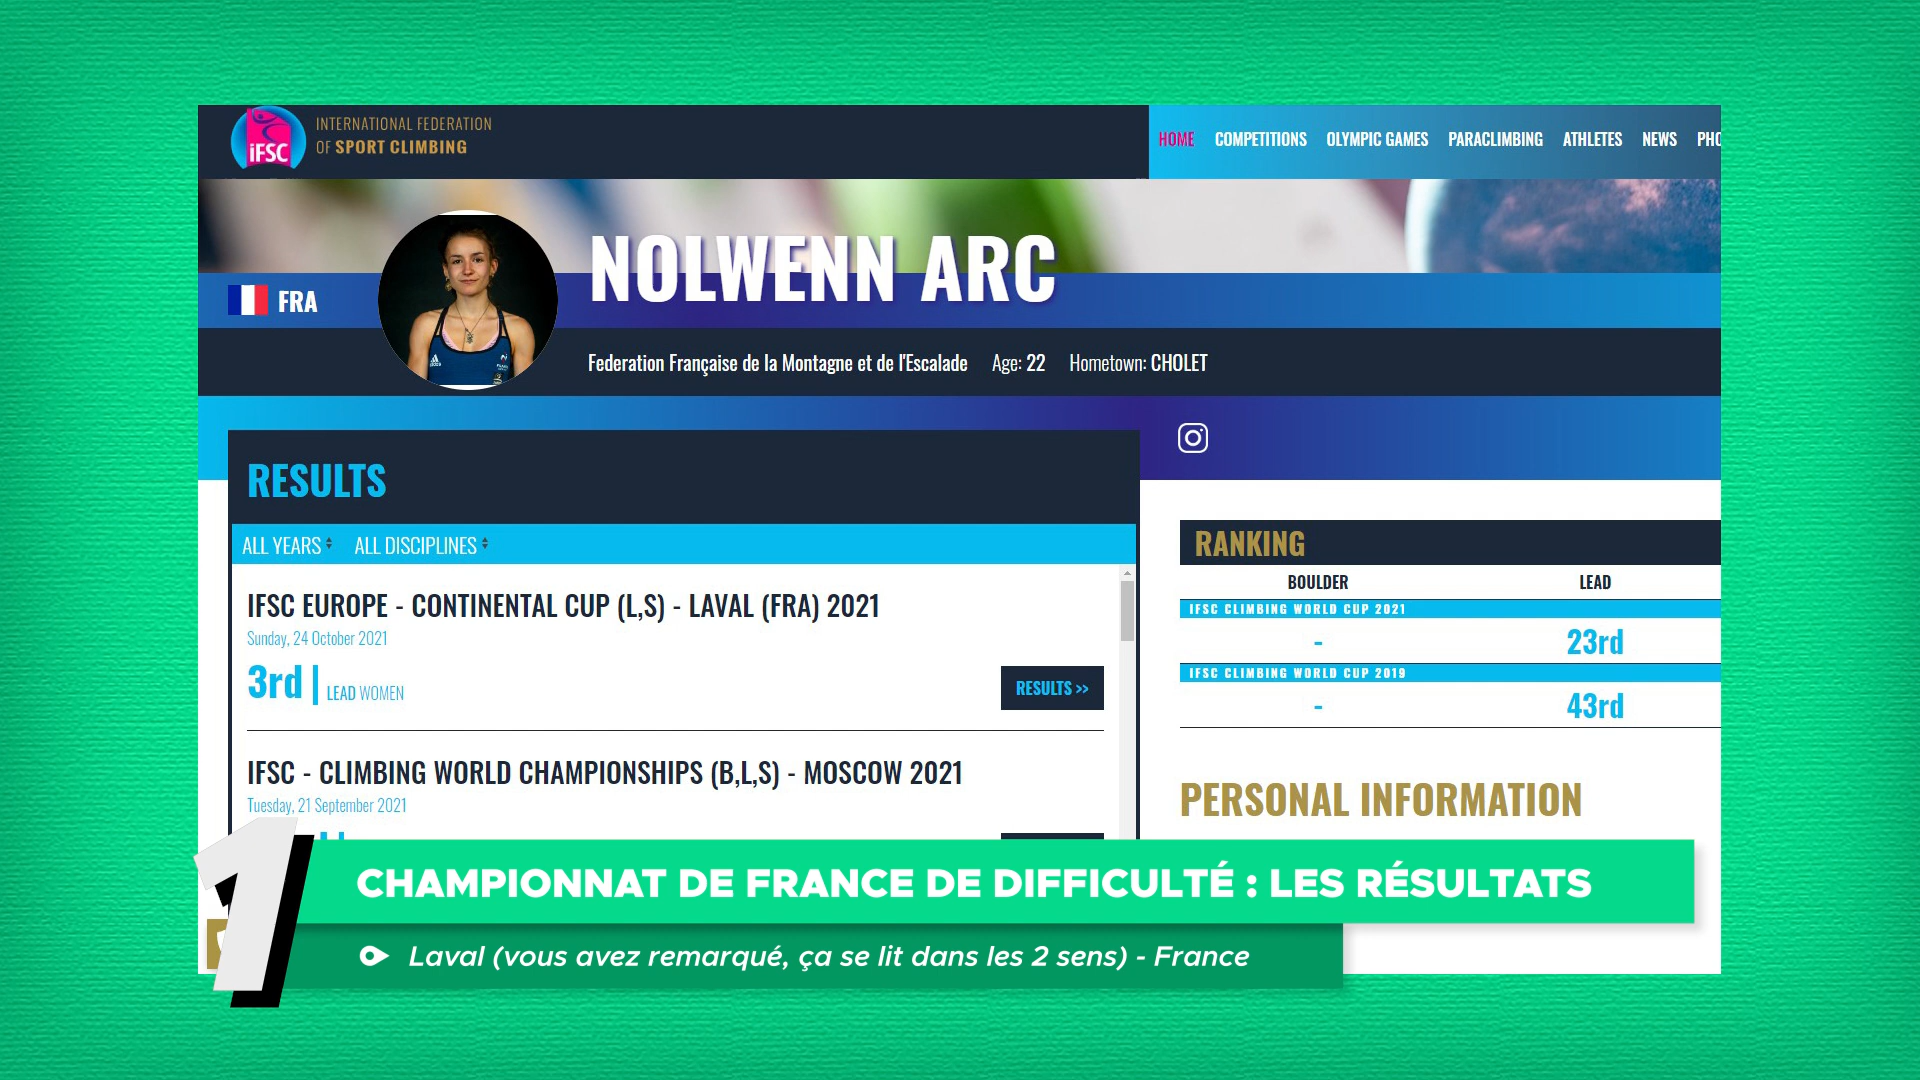 iFSC
INTERNATIONAL FEDERATION
OF SPORT CLIMBING
HOME COMPETITIONS OLYMPIC GAMES PARACLIMBING ATHLETES NEWS PHO
NOLWENN ARC
FRA
Federation Française de la Montagne et de l'Escalade Age: 22 Hometown: CHOLET
RESULTS
ALL YEARS ALL DISCIPLINES
IFSC EUROPE - CONTINENTAL CUP (L,S) - LAVAL (FRA) 2021
Sunday, 24 October 2021
3rd | LEAD WOMEN
RESULTS >>
IFSC - CLIMBING WORLD CHAMPIONSHIPS (B,L,S) - MOSCOW 2021
Tuesday, 21 September 2021
RANKING
BOULDER LEAD
IFSC CLIMBING WORLD CUP 2021
- 23rd
IFSC CLIMBING WORLD CUP 2019
- 43rd
PERSONAL INFORMATION
1
CHAMPIONNAT DE FRANCE DE DIFFICULTÉ : LES RÉSULTATS
Laval (vous avez remarqué, ça se lit dans les 2 sens) - France